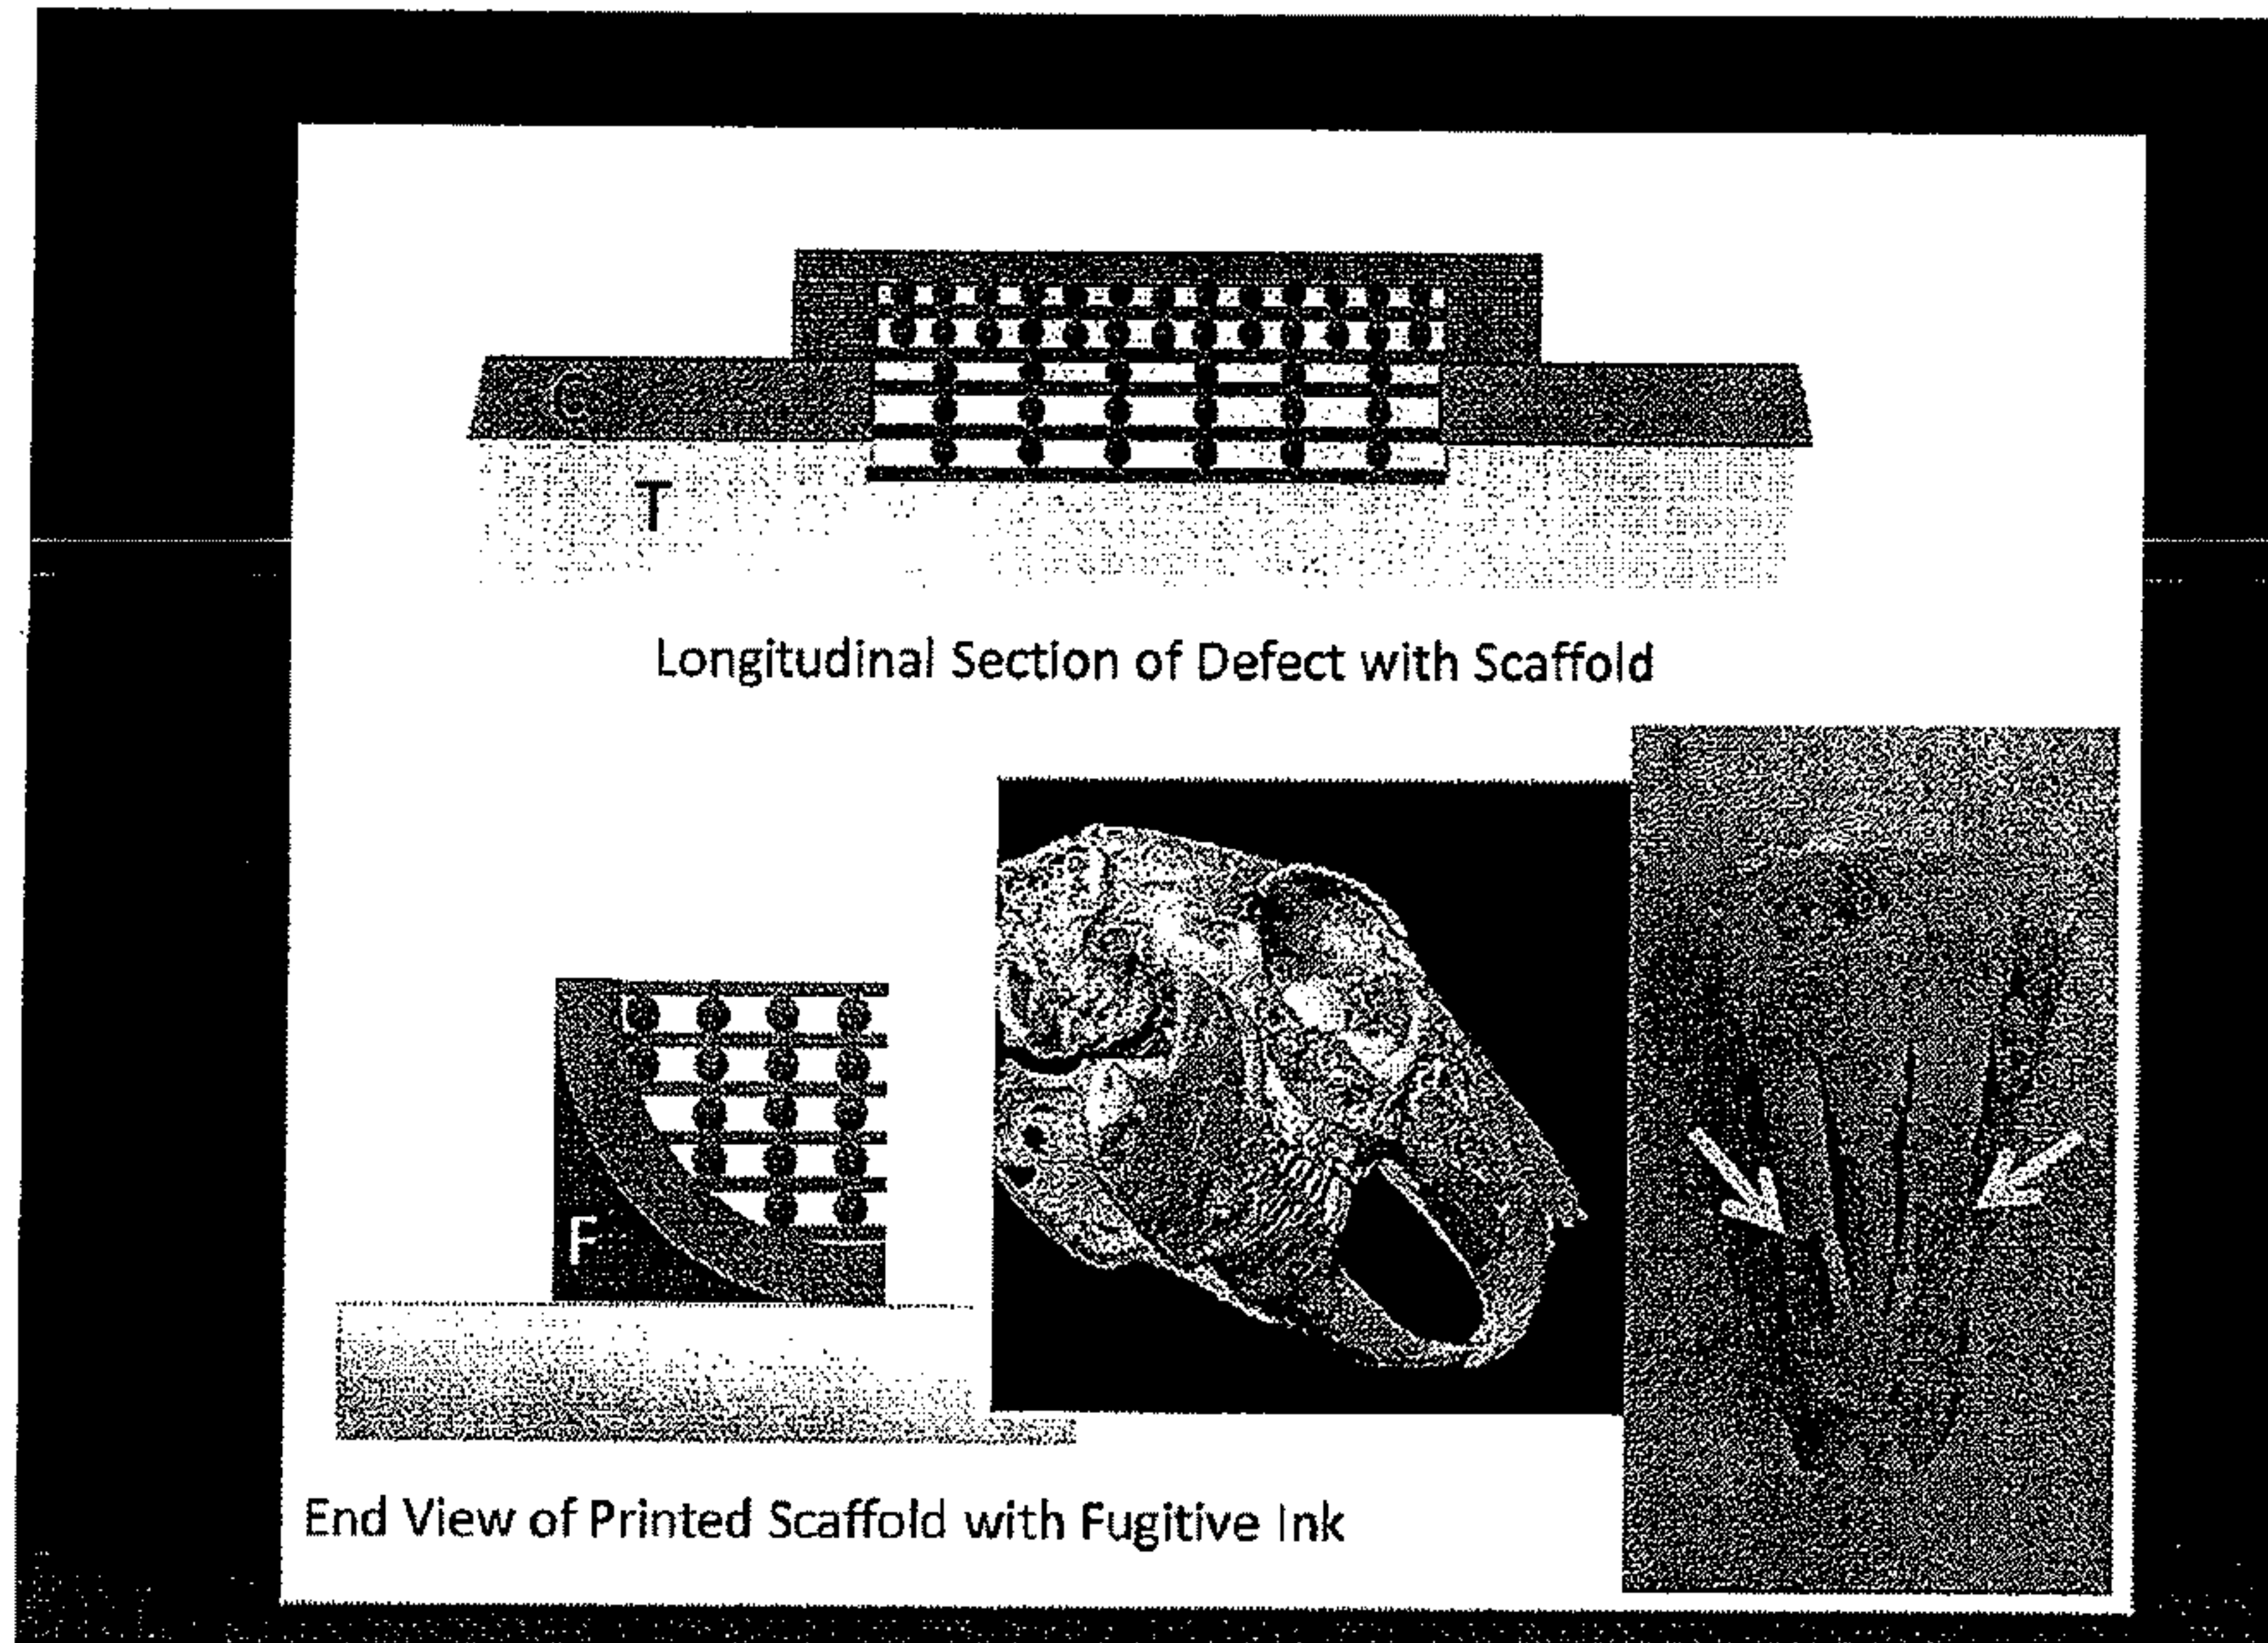 C
T
Longitudinal Section of Defect with Scaffold
F
End View of Printed Scaffold with Fugitive Ink